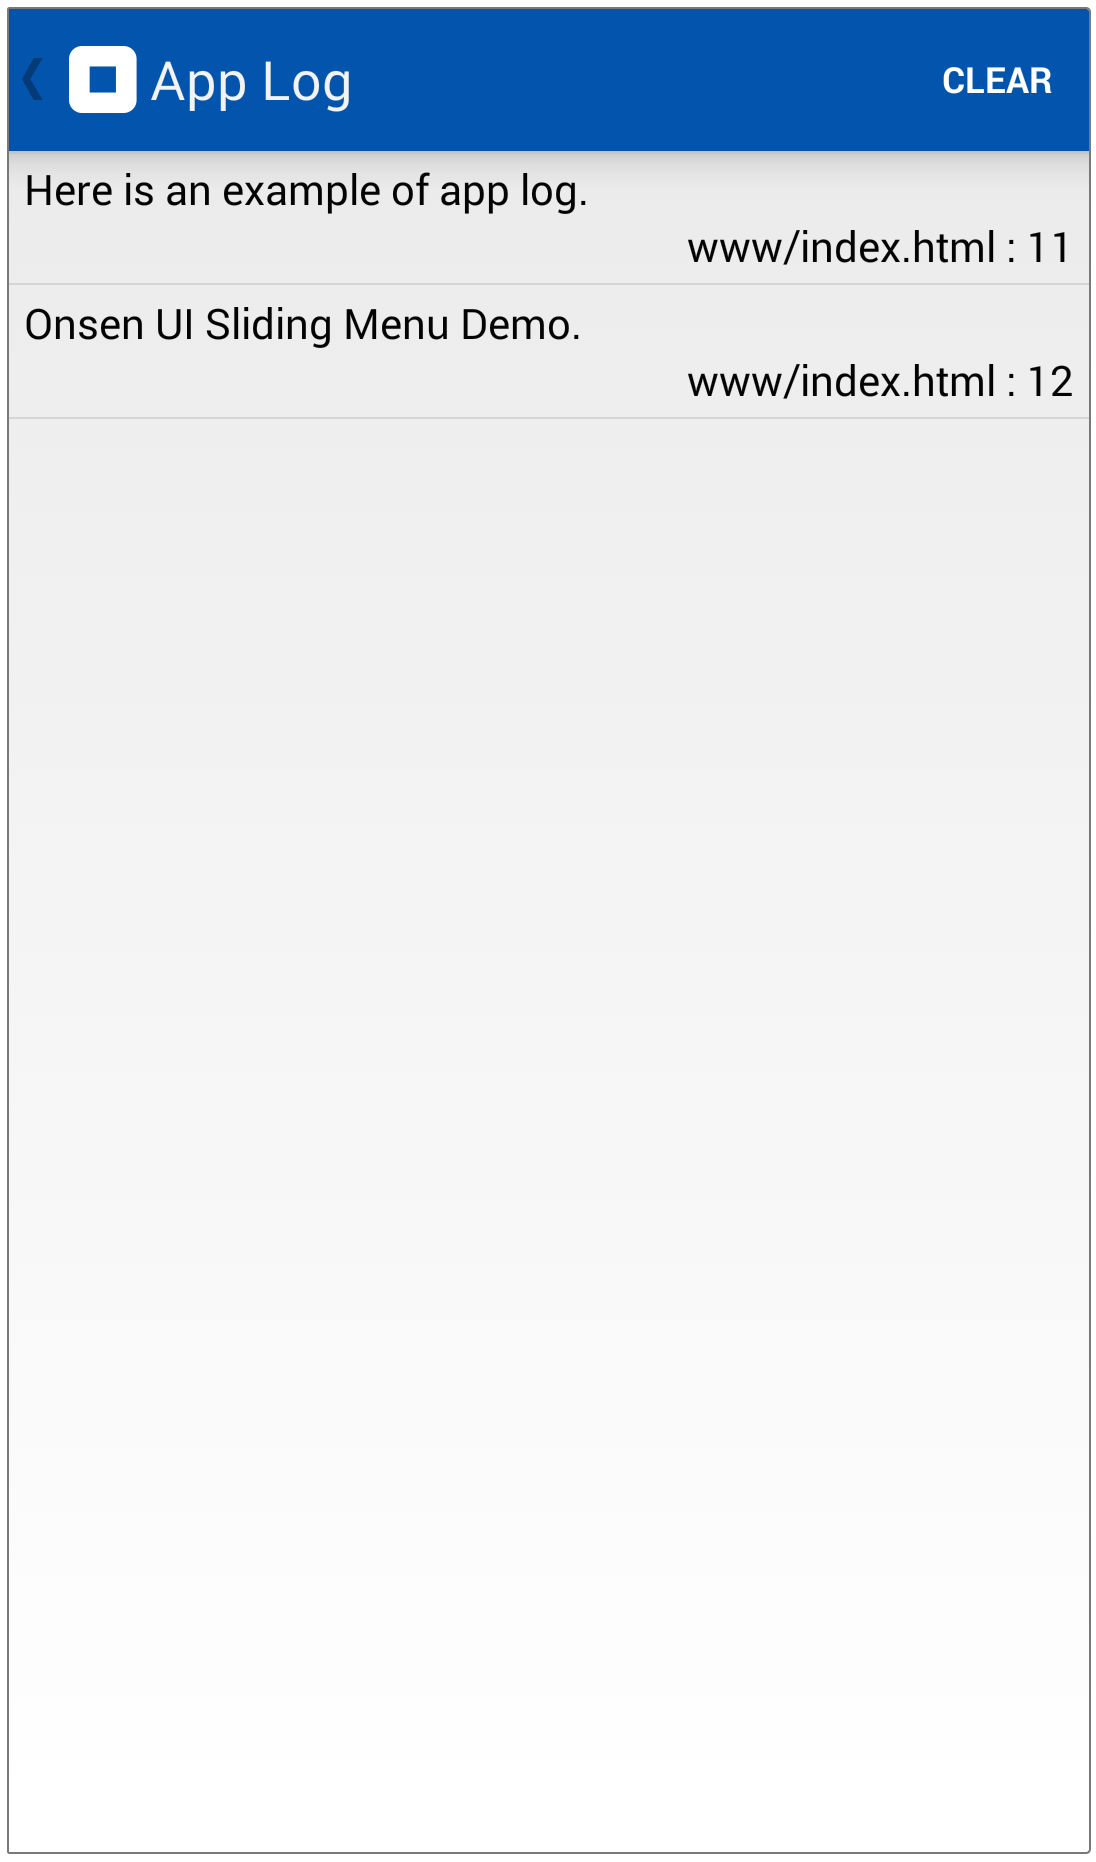 App Log
CLEAR
Here is an example of app log.
www/index.html : 11
Onsen UI Sliding Menu Demo.
www/index.html : 12